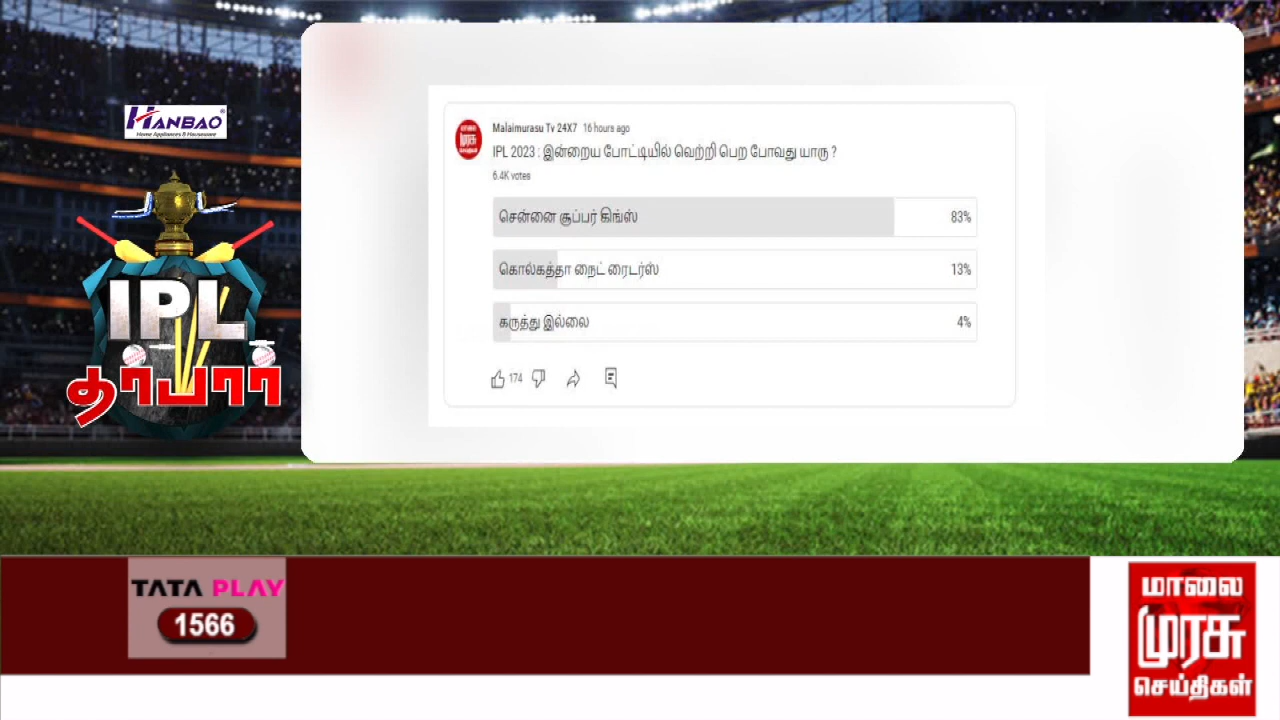 HANBAO
Home Appliances & Houseware
IPL
தர்பார்
Malaimurasu Tv 24X7 16 hours ago
IPL 2023 : இன்றைய போட்டியில் வெற்றி பெற போவது யாரு ?
6.4K votes
சென்னை சூப்பர் கிங்ஸ் 83%
கொல்கத்தா நைட் ரைடர்ஸ் 13%
கருத்து இல்லை 4%
174
TATA PLAY
1566
மாலை
முரசு
செய்திகள்